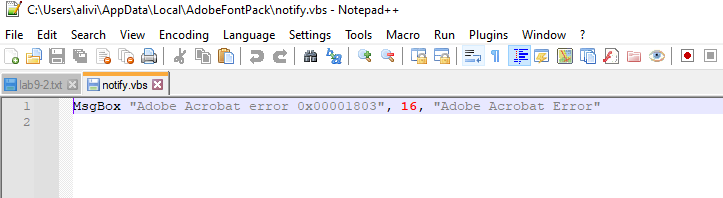 C:\Users\alivi\AppData\Local\AdobeFontPack\notify.vbs - Notepad++
File Edit Search View Encoding Language Settings Tools Macro Run Plugins Window ?
lab9-2.txt notify.vbs
1 MsgBox "Adobe Acrobat error 0x00001803", 16, "Adobe Acrobat Error"
2